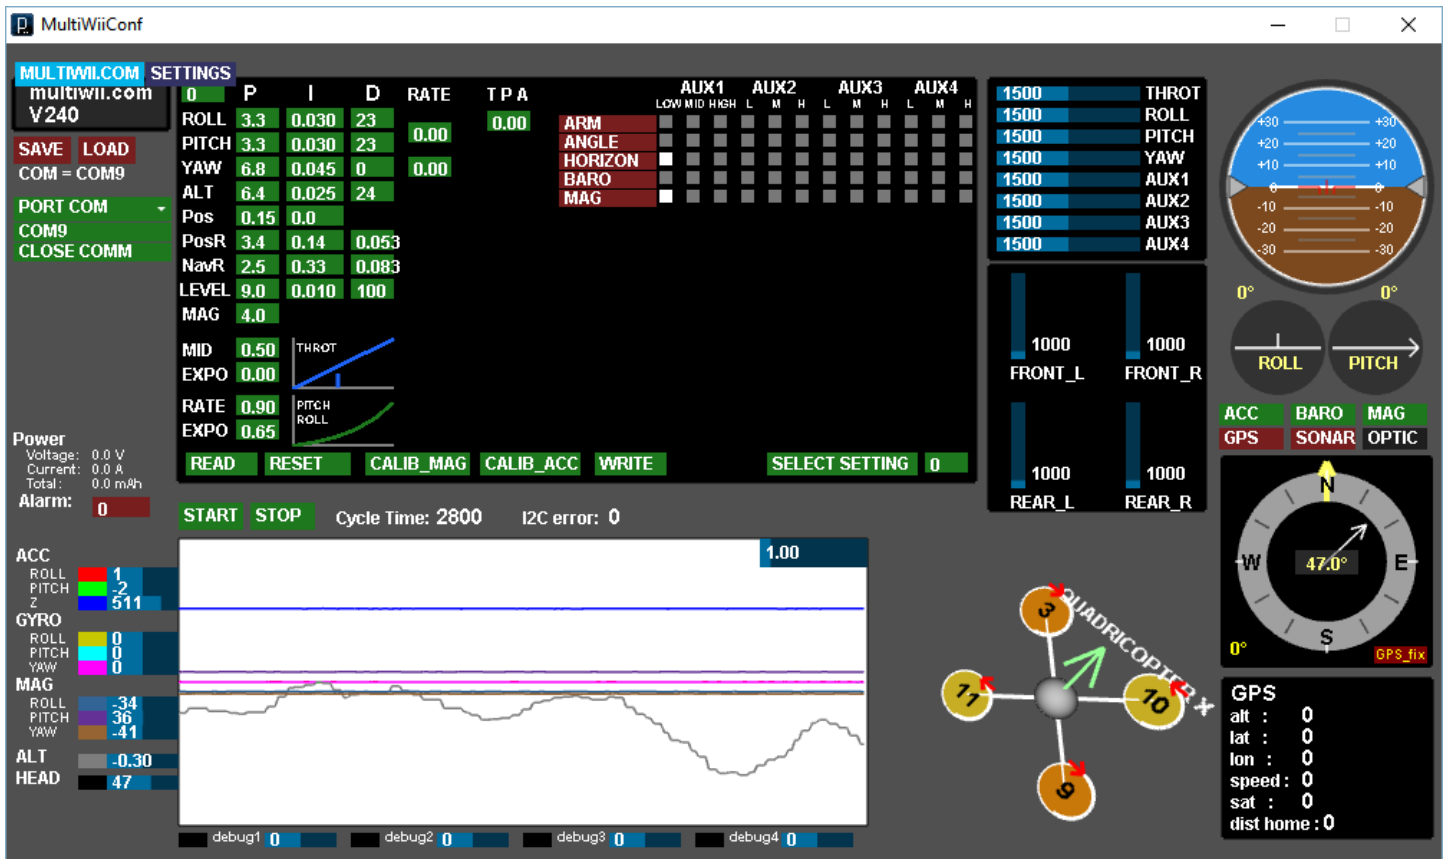 MultiWiiConf
MULTIWII.COM SETTINGS
multiwii.com
V240
SAVE LOAD
COM = COM9
PORT COM
COM9
CLOSE COMM
Power
Voltage: 0.0 V
Current: 0.0 A
Total: 0.0 mAh
Alarm: 0
0 P I D RATE T P A
ROLL 3.3 0.030 23 0.00
PITCH 3.3 0.030 23 0.00
YAW 6.8 0.045 0 0.00
ALT 6.4 0.025 24
Pos 0.15 0.0
PosR 3.4 0.14 0.053
NavR 2.5 0.33 0.083
LEVEL 9.0 0.010 100
MAG 4.0
MID 0.50 THROT
EXPO 0.00
RATE 0.90 PITCH
EXPO 0.65 ROLL
AUX1 AUX2 AUX3 AUX4
LOW MID HIGH L M H L M H L M H
ARM
ANGLE
HORIZON
BARO
MAG
READ RESET CALIB_MAG CALIB_ACC WRITE SELECT SETTING 0
1500 THROT
1500 ROLL
1500 PITCH
1500 YAW
1500 AUX1
1500 AUX2
1500 AUX3
1500 AUX4
1000 1000
FRONT_L FRONT_R
1000 1000
REAR_L REAR_R
+30 +30
+20 +20
+10 +10
0 0
-10 -10
-20 -20
-30 -30
0° 0°
ROLL PITCH
ACC BARO MAG
GPS SONAR OPTIC
N
W 47.0° E
S
0° GPS_fix
START STOP Cycle Time: 2800 I2C error: 0
1.00
ACC
ROLL 1
PITCH -2
Z 511
GYRO
ROLL 0
PITCH 0
YAW 0
MAG
ROLL -34
PITCH 36
YAW -41
ALT -0.30
HEAD 47
debug1 0 debug2 0 debug3 0 debug4 0
QUADRICOPTER X
3
11 10
9
GPS
alt : 0
lat : 0
lon : 0
speed : 0
sat : 0
dist home : 0